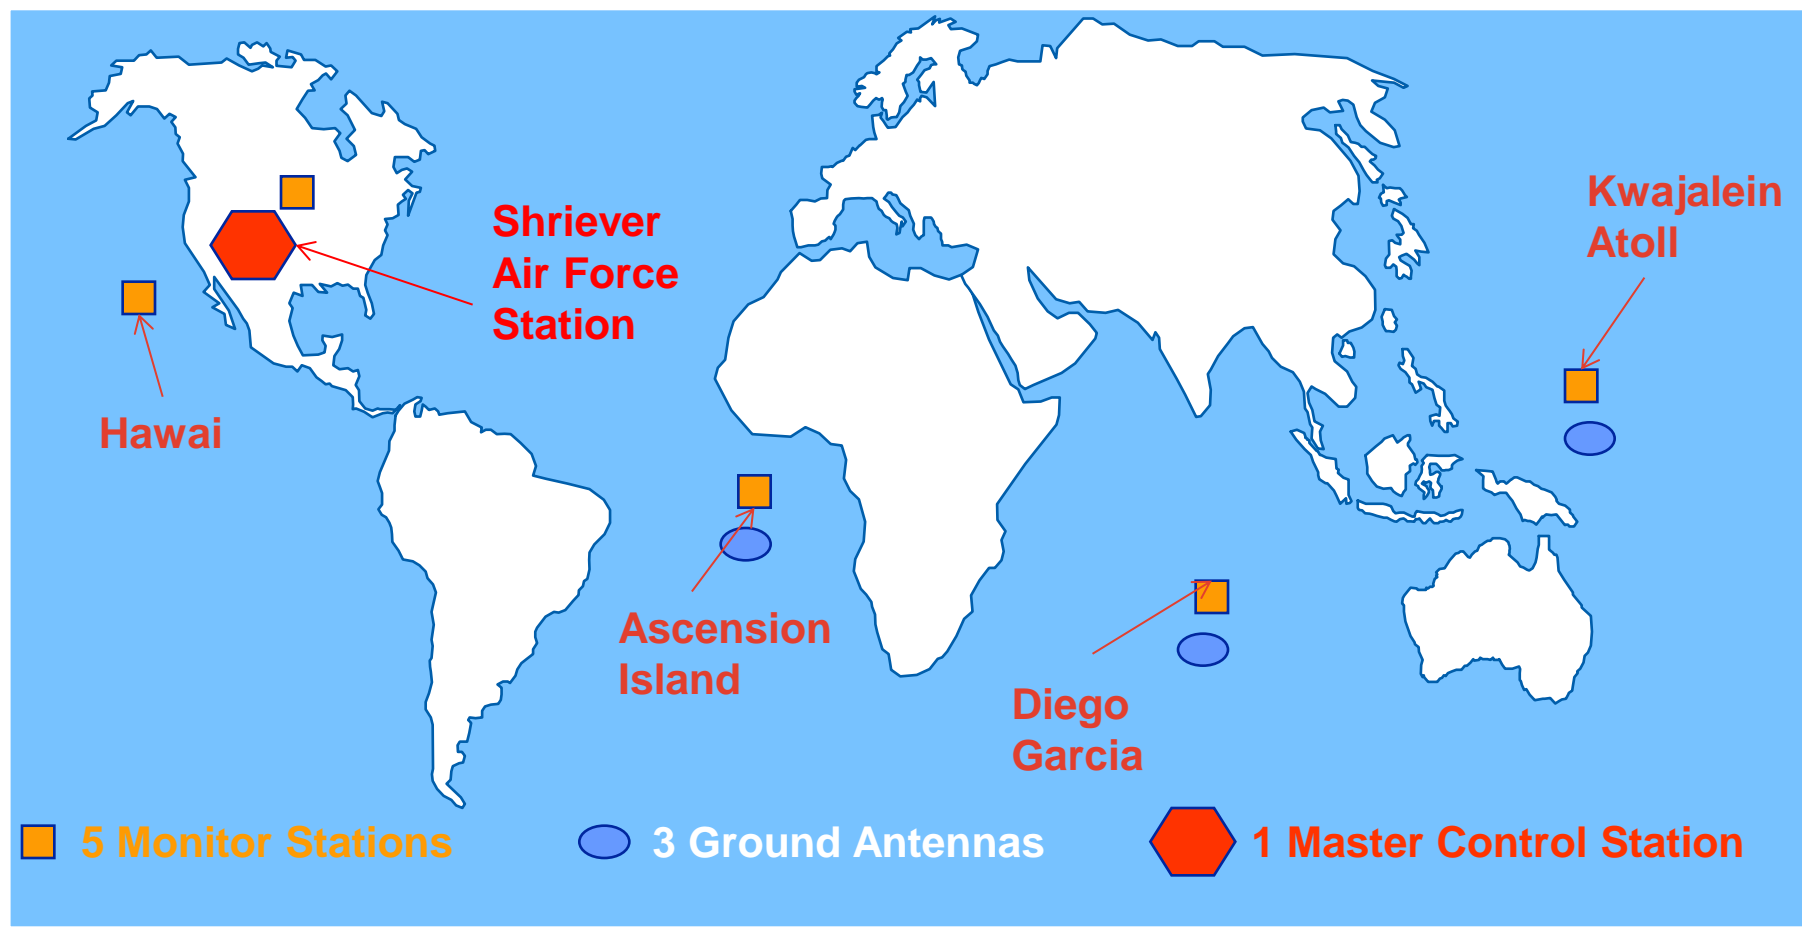 Shriever
Air Force
Station
Kwajalein
Atoll
Hawai
Ascension
Island
Diego
Garcia
5 Monitor Stations
3 Ground Antennas
1 Master Control Station